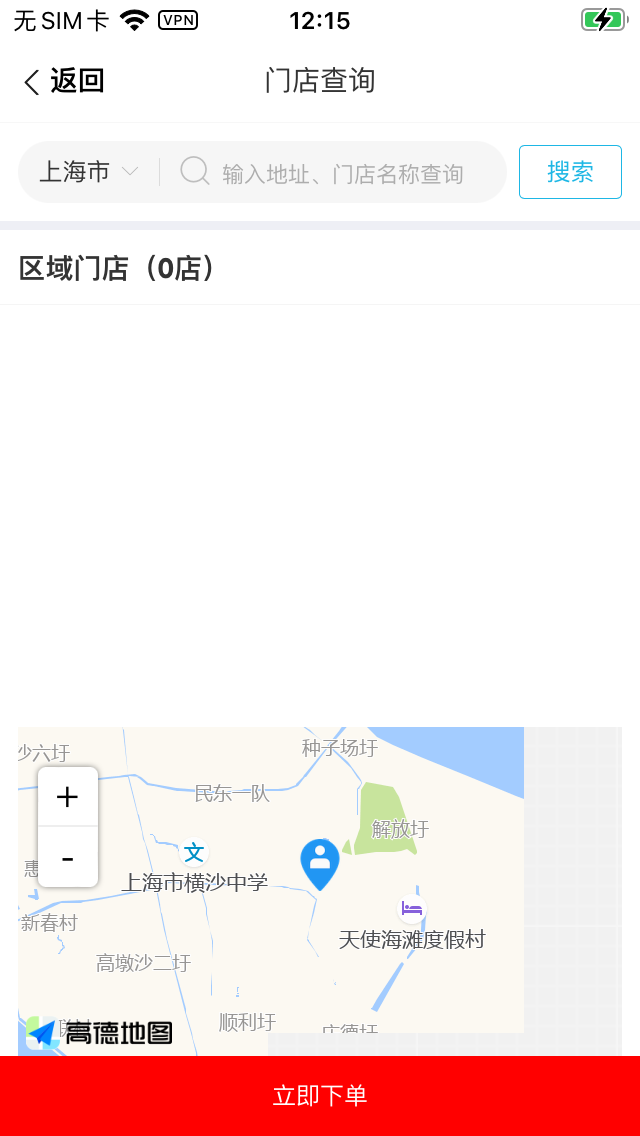 无SIM卡
VPN
12:15
返回
门店查询
上海市
输入地址、门店名称查询
搜索
区域门店（0店）
少六圩
种子场圩
+
民东一队
解放圩
文
-
惠
上海市横沙中学
新春村
天使海滩度假村
高墩沙二圩
顺利圩
高德地图
立即下单